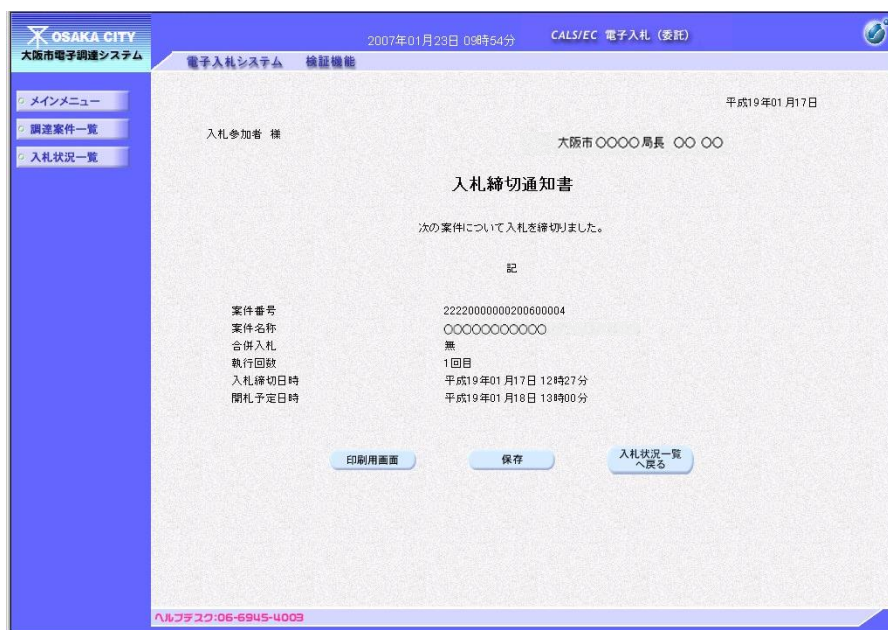 OSAKA CITY
大阪市電子調達システム
2007年01月23日 09時54分
CALS/EC 電子入札(委託)
電子入札システム 検証機能
メインメニュー
調達案件一覧
入札状況一覧
平成19年01月17日
入札参加者 様
大阪市○○○○局長 ○○ ○○
入札締切通知書
次の案件について入札を締切りました。
記
案件番号 22220000000200600004
案件名称 ○○○○○○○○○○○
合併入札 無
執行回数 1回目
入札締切日時 平成19年01月17日 12時27分
開札予定日時 平成19年01月18日 13時00分
印刷用画面
保存
入札状況一覧
へ戻る
ヘルプデスク:06-6945-4003